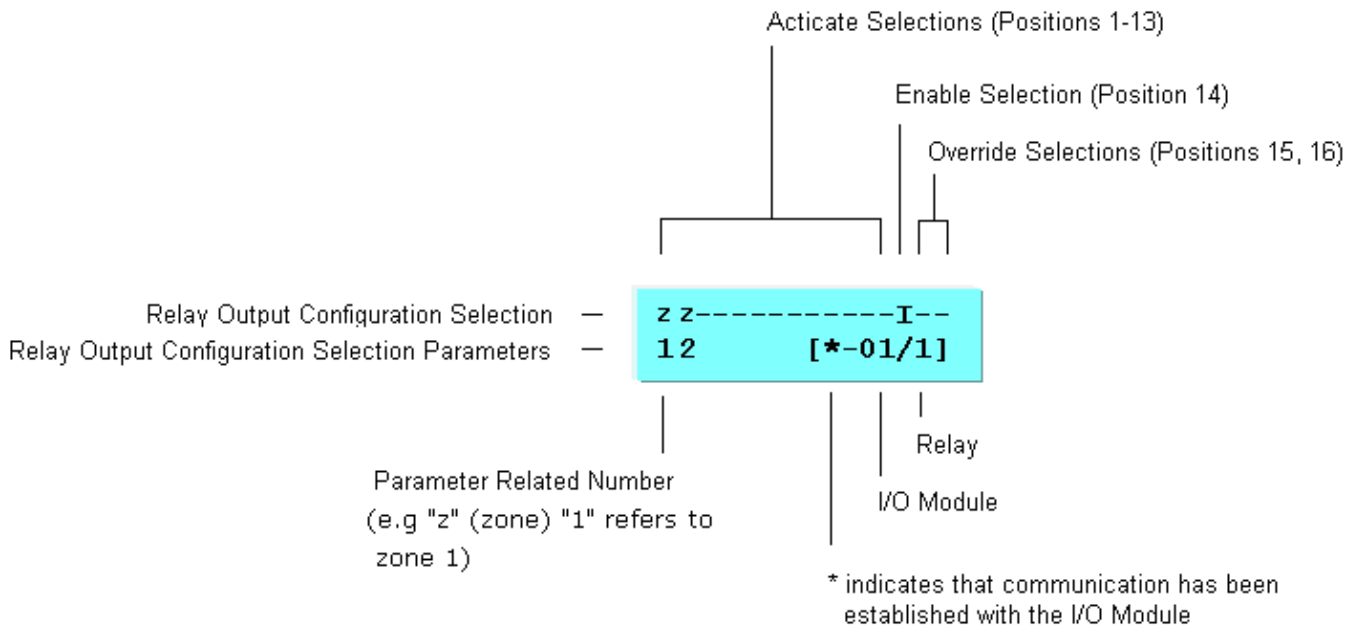 Acticate Selections (Positions 1-13)
Enable Selection (Position 14)
Override Selections (Positions 15, 16)
Relay Output Configuration Selection —
zz-----------I--
Relay Output Configuration Selection Parameters —
12 [*-01/1]
Relay
Parameter Related Number
(e.g "z" (zone) "1" refers to
zone 1)
I/O Module
* indicates that communication has been
established with the I/O Module